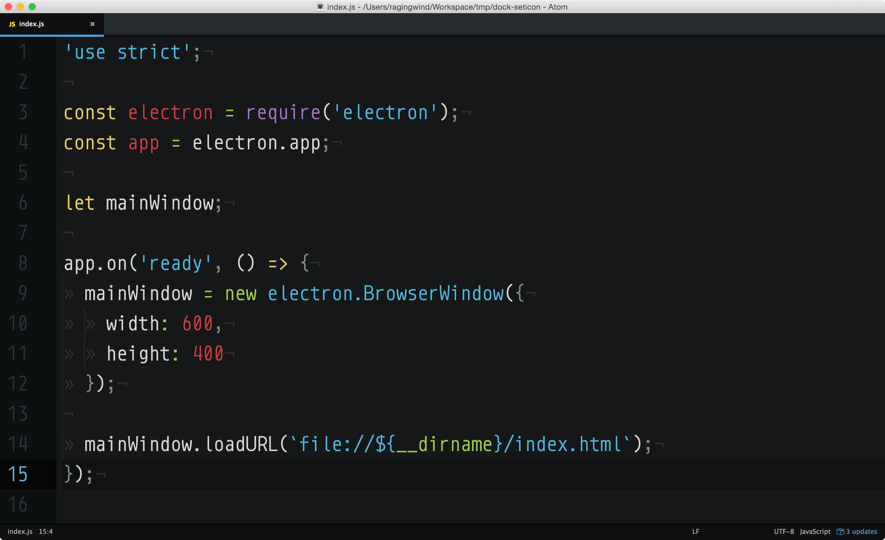 index.js - /Users/ragingwind/Workspace/tmp/dock-seticon - Atom
JS index.js ×
1 'use strict';¬
2 ¬
3 const electron = require('electron');¬
4 const app = electron.app;¬
5 ¬
6 let mainWindow;¬
7 ¬
8 app.on('ready', () => {¬
9 » mainWindow = new electron.BrowserWindow({¬
10 » » width: 600,¬
11 » » height: 400¬
12 » });¬
13 ¬
14 » mainWindow.loadURL(`file://${__dirname}/index.html`);¬
15 });¬
16
index.js 15:4 LF UTF-8 JavaScript 3 updates